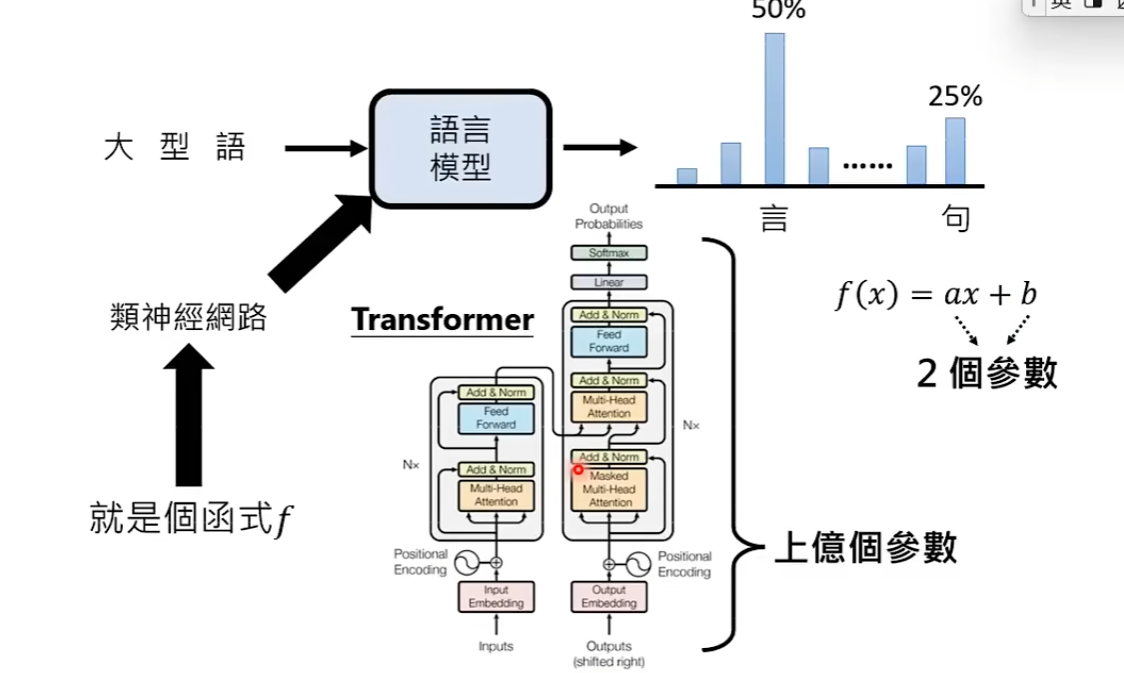 英
50%
25%
大 型 語
語言
模型
......
言
句
類神經網路
就是個函式f
Transformer
Output
Probabilities
Softmax
Linear
Add & Norm
Feed
Forward
Add & Norm
Multi-Head
Attention
Nx
Add & Norm
Masked
Multi-Head
Attention
Add & Norm
Feed
Forward
Nx
Add & Norm
Multi-Head
Attention
Positional
Encoding
Positional
Encoding
Input
Embedding
Output
Embedding
Inputs
Outputs
(shifted right)
f(x) = ax + b
2 個參數
上億個參數